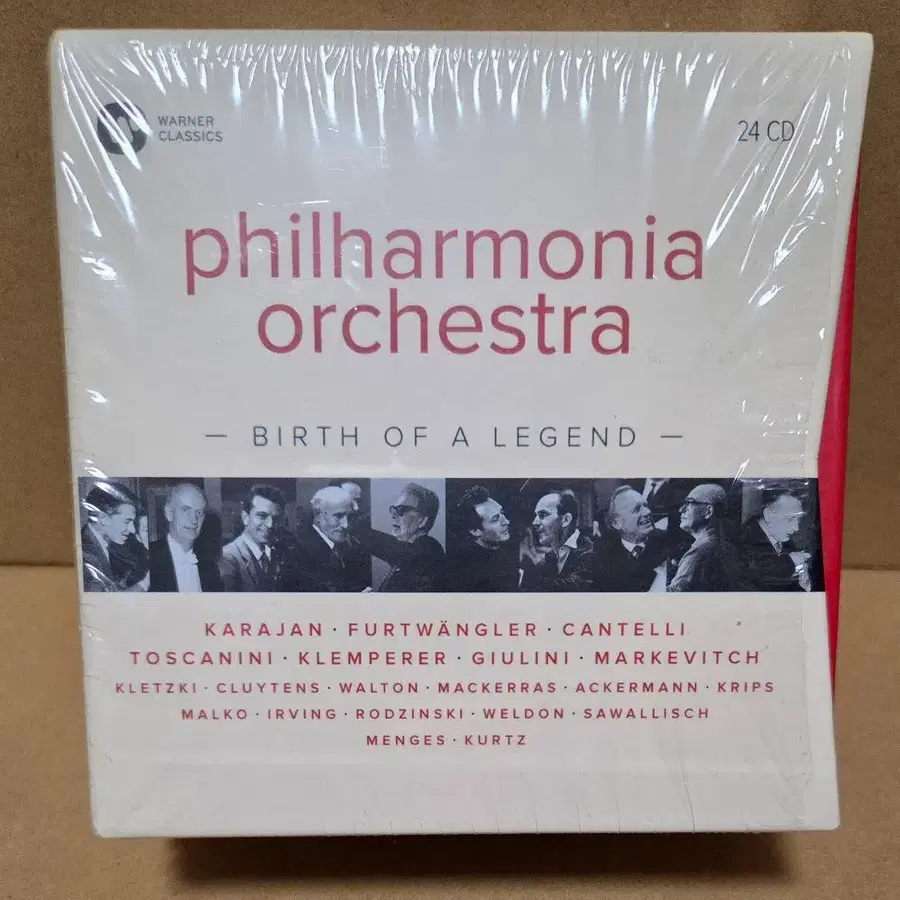 WARNER
CLASSICS
24 CD
philharmonia
orchestra
— BIRTH OF A LEGEND —
KARAJAN · FURTWÄNGLER · CANTELLI
TOSCANINI · KLEMPERER · GIULINI · MARKEVITCH
KLETZKI · CLUYTENS · WALTON · MACKERRAS · ACKERMANN · KRIPS
MALKO · IRVING · RODZINSKI · WELDON · SAWALLISCH
MENGES · KURTZ